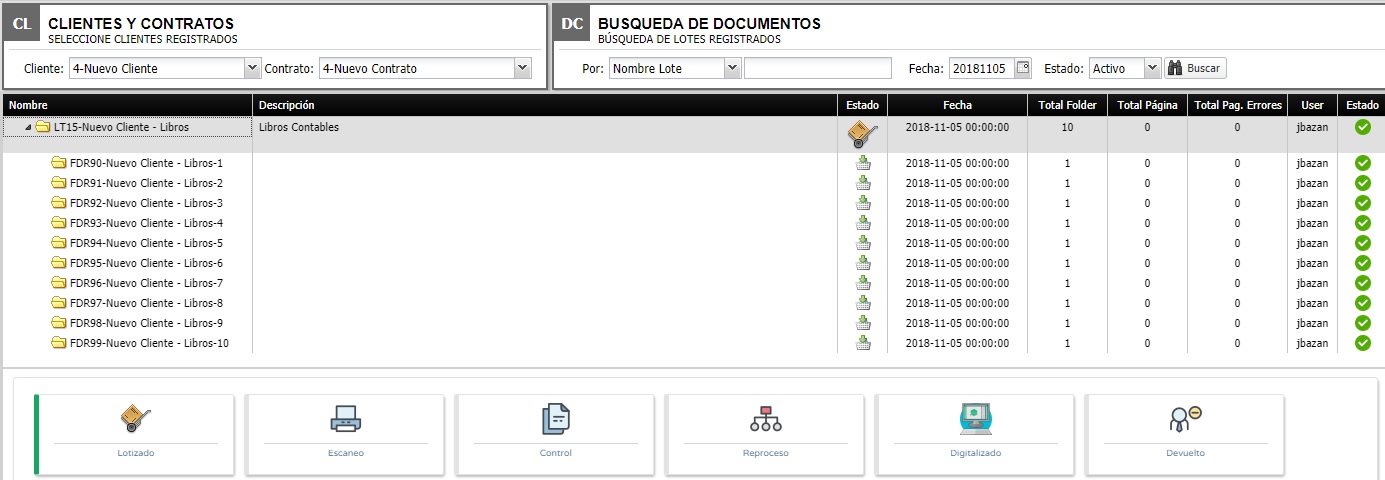 CL CLIENTES Y CONTRATOS
SELECCIONE CLIENTES REGISTRADOS
Cliente: 4-Nuevo Cliente Contrato: 4-Nuevo Contrato
DC BUSQUEDA DE DOCUMENTOS
BÚSQUEDA DE LOTES REGISTRADOS
Por: Nombre Lote Fecha: 20181105 Estado: Activo Buscar
Nombre Descripción Estado Fecha Total Folder Total Página Total Pag. Errores User Estado
LT15-Nuevo Cliente - Libros Libros Contables 2018-11-05 00:00:00 10 0 0 jbazan
FDR90-Nuevo Cliente - Libros-1 2018-11-05 00:00:00 1 0 0 jbazan
FDR91-Nuevo Cliente - Libros-2 2018-11-05 00:00:00 1 0 0 jbazan
FDR92-Nuevo Cliente - Libros-3 2018-11-05 00:00:00 1 0 0 jbazan
FDR93-Nuevo Cliente - Libros-4 2018-11-05 00:00:00 1 0 0 jbazan
FDR94-Nuevo Cliente - Libros-5 2018-11-05 00:00:00 1 0 0 jbazan
FDR95-Nuevo Cliente - Libros-6 2018-11-05 00:00:00 1 0 0 jbazan
FDR96-Nuevo Cliente - Libros-7 2018-11-05 00:00:00 1 0 0 jbazan
FDR97-Nuevo Cliente - Libros-8 2018-11-05 00:00:00 1 0 0 jbazan
FDR98-Nuevo Cliente - Libros-9 2018-11-05 00:00:00 1 0 0 jbazan
FDR99-Nuevo Cliente - Libros-10 2018-11-05 00:00:00 1 0 0 jbazan
Lotizado Escaneo Control Reproceso Digitalizado Devuelto